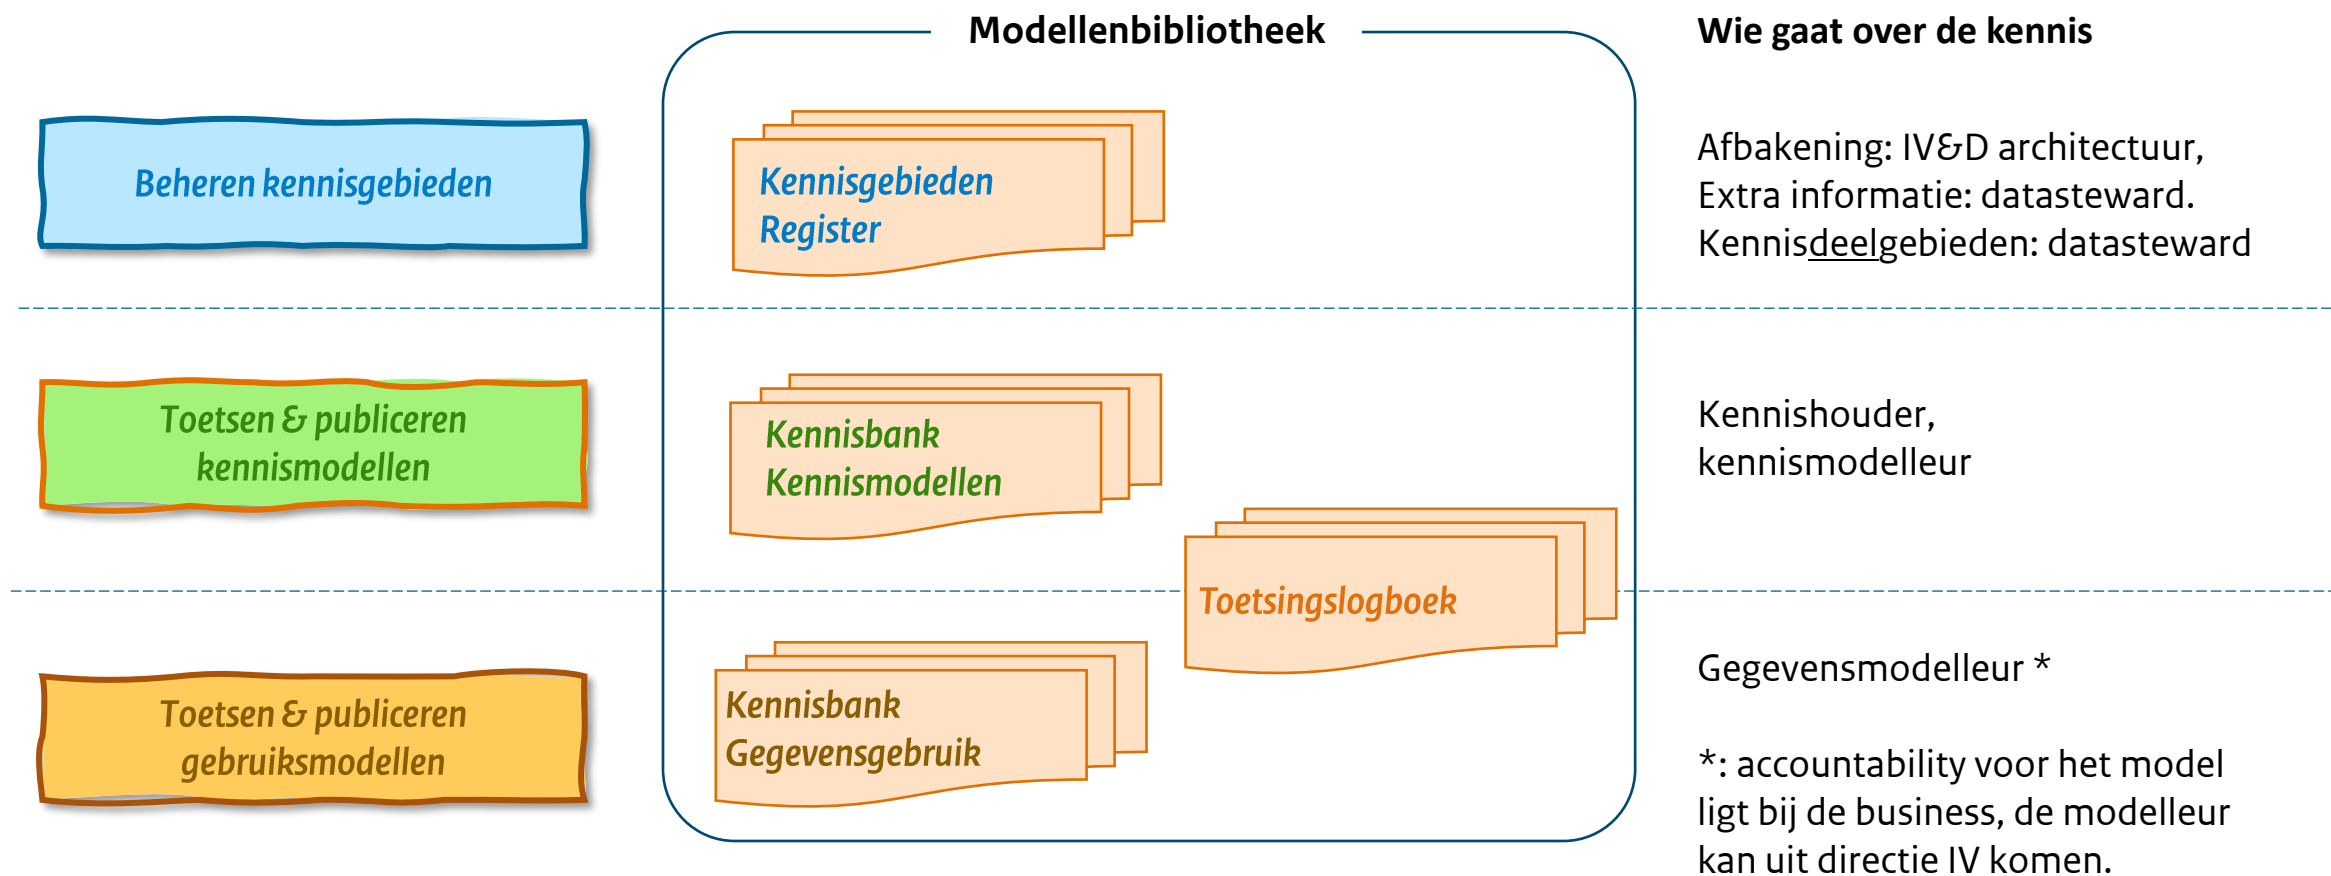 Modellenbibliotheek
Wie gaat over de kennis
Beheren kennisgebieden
Kennisgebieden
Register
Afbakening: IV&D architectuur,
Extra informatie: datasteward.
Kennisdeelgebieden: datasteward
Toetsen & publiceren
kennismodellen
Kennisbank
Kennismodellen
Kennishouder,
kennismodelleur
Toetsingslogboek
Toetsen & publiceren
gebruiksmodellen
Kennisbank
Gegevensgebruik
Gegevensmodelleur *
*: accountability voor het model
ligt bij de business, de modelleur
kan uit directie IV komen.